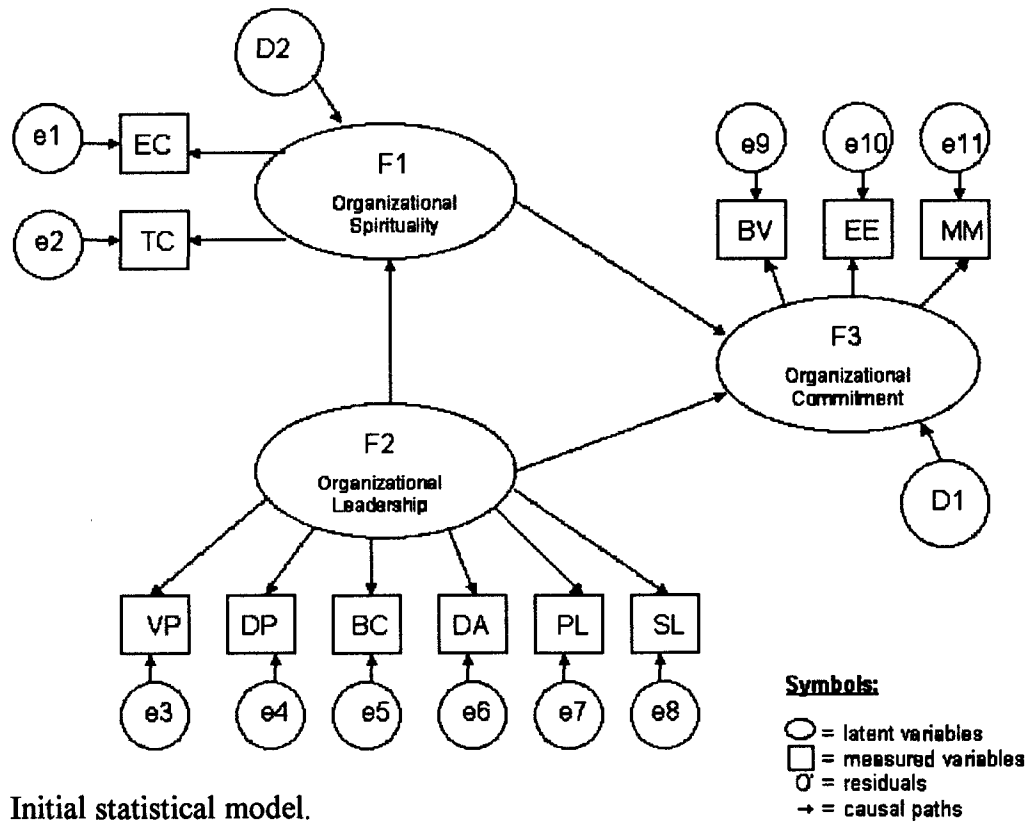 D2
e1
EC
e2
TC
F1
Organizational
Spirituality
e9
e10
e11
BV
EE
MM
F3
Organizational
Commitment
D1
F2
Organizational
Leadership
VP
DP
BC
DA
PL
SL
e3
e4
e5
e6
e7
e8
Symbols:
= latent variables
= measured variables
= residuals
→ = causal paths
Initial statistical model.